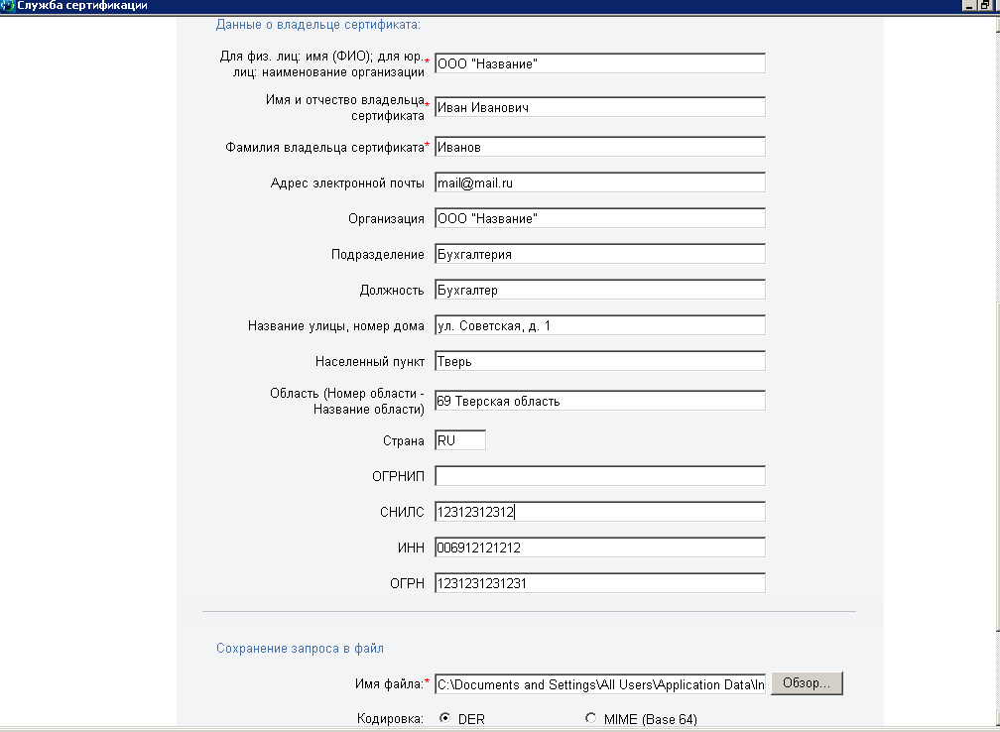 Служба сертификации
Данные о владельце сертификата:
Для физ. лиц: имя (ФИО); для юр.
лиц: наименование организации* ООО "Название"
Имя и отчество владельца
сертификата* Иван Иванович
Фамилия владельца сертификата* Иванов
Адрес электронной почты mail@mail.ru
Организация ООО "Название"
Подразделение Бухгалтерия
Должность Бухгалтер
Название улицы, номер дома ул. Советская, д. 1
Населенный пункт Тверь
Область (Номер области -
Название области) 69 Тверская область
Страна RU
ОГРНИП
СНИЛС 12312312312
ИНН 006912121212
ОГРН 1231231231231
Сохранение запроса в файл
Имя файла:* C:\Documents and Settings\All Users\Application Data\In Обзор...
Кодировка: DER MIME (Base 64)